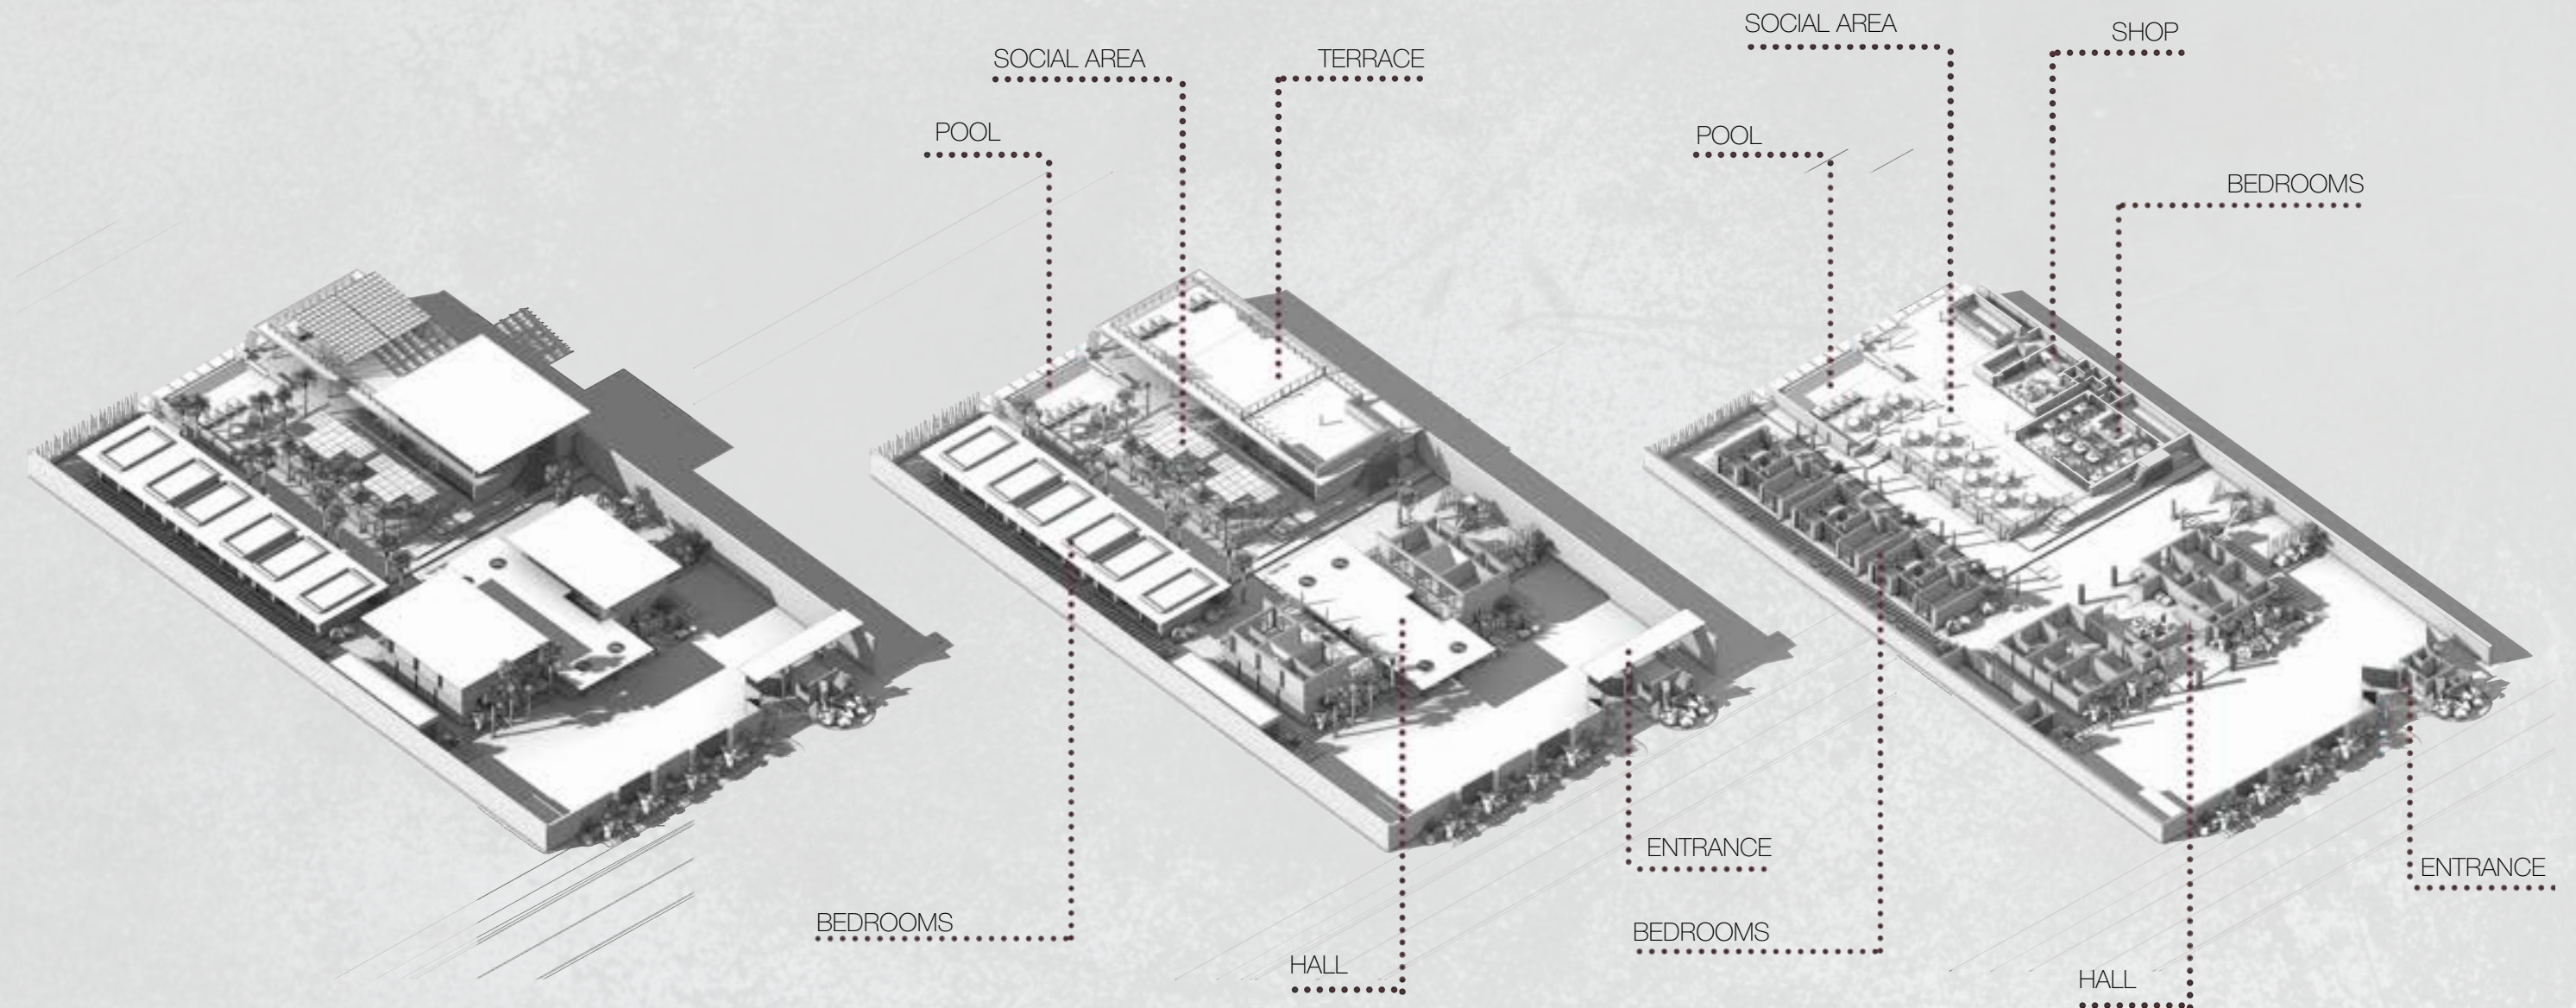 SOCIAL AREA
TERRACE
POOL
BEDROOMS
HALL
ENTRANCE
SOCIAL AREA
SHOP
POOL
BEDROOMS
BEDROOMS
HALL
ENTRANCE